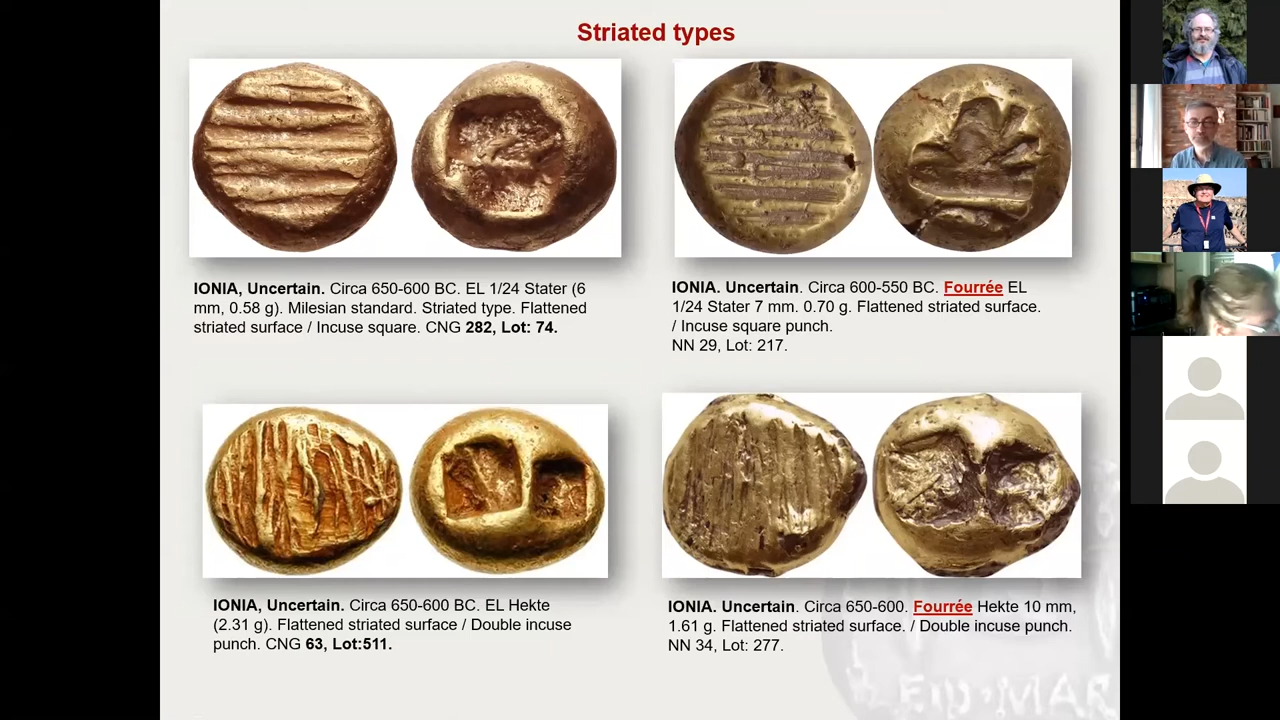 Striated types
IONIA, Uncertain. Circa 650-600 BC. EL 1/24 Stater (6
mm, 0.58 g). Milesian standard. Striated type. Flattened
striated surface / Incuse square. CNG 282, Lot: 74.
IONIA. Uncertain. Circa 600-550 BC. Fourrée EL
1/24 Stater 7 mm. 0.70 g. Flattened striated surface.
/ Incuse square punch.
NN 29, Lot: 217.
IONIA, Uncertain. Circa 650-600 BC. EL Hekte
(2.31 g). Flattened striated surface / Double incuse
punch. CNG 63, Lot:511.
IONIA. Uncertain. Circa 650-600. Fourrée Hekte 10 mm,
1.61 g. Flattened striated surface. / Double incuse punch.
NN 34, Lot: 277.
EID·MAR